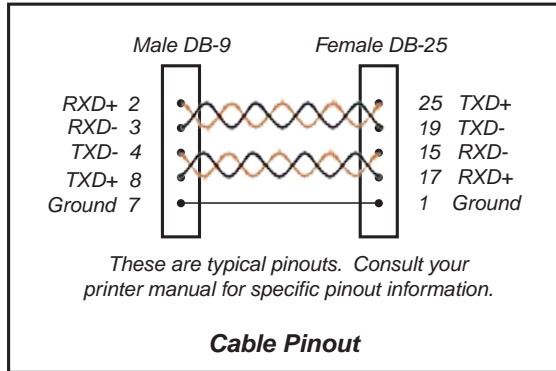 Male DB-9 Female DB-25
RXD+ 2 25 TXD+
RXD- 3 19 TXD-
TXD- 4 15 RXD-
TXD+ 8 17 RXD+
Ground 7 1 Ground
These are typical pinouts. Consult your
printer manual for specific pinout information.
Cable Pinout